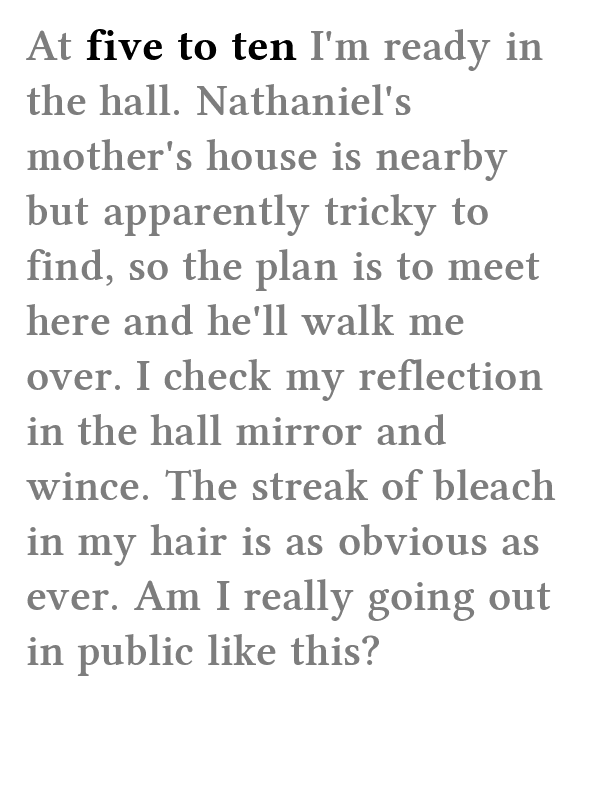 At five to ten I'm ready in
the hall. Nathaniel's
mother's house is nearby
but apparently tricky to
find, so the plan is to meet
here and he'll walk me
over. I check my reflection
in the hall mirror and
wince. The streak of bleach
in my hair is as obvious as
ever. Am I really going out
in public like this?